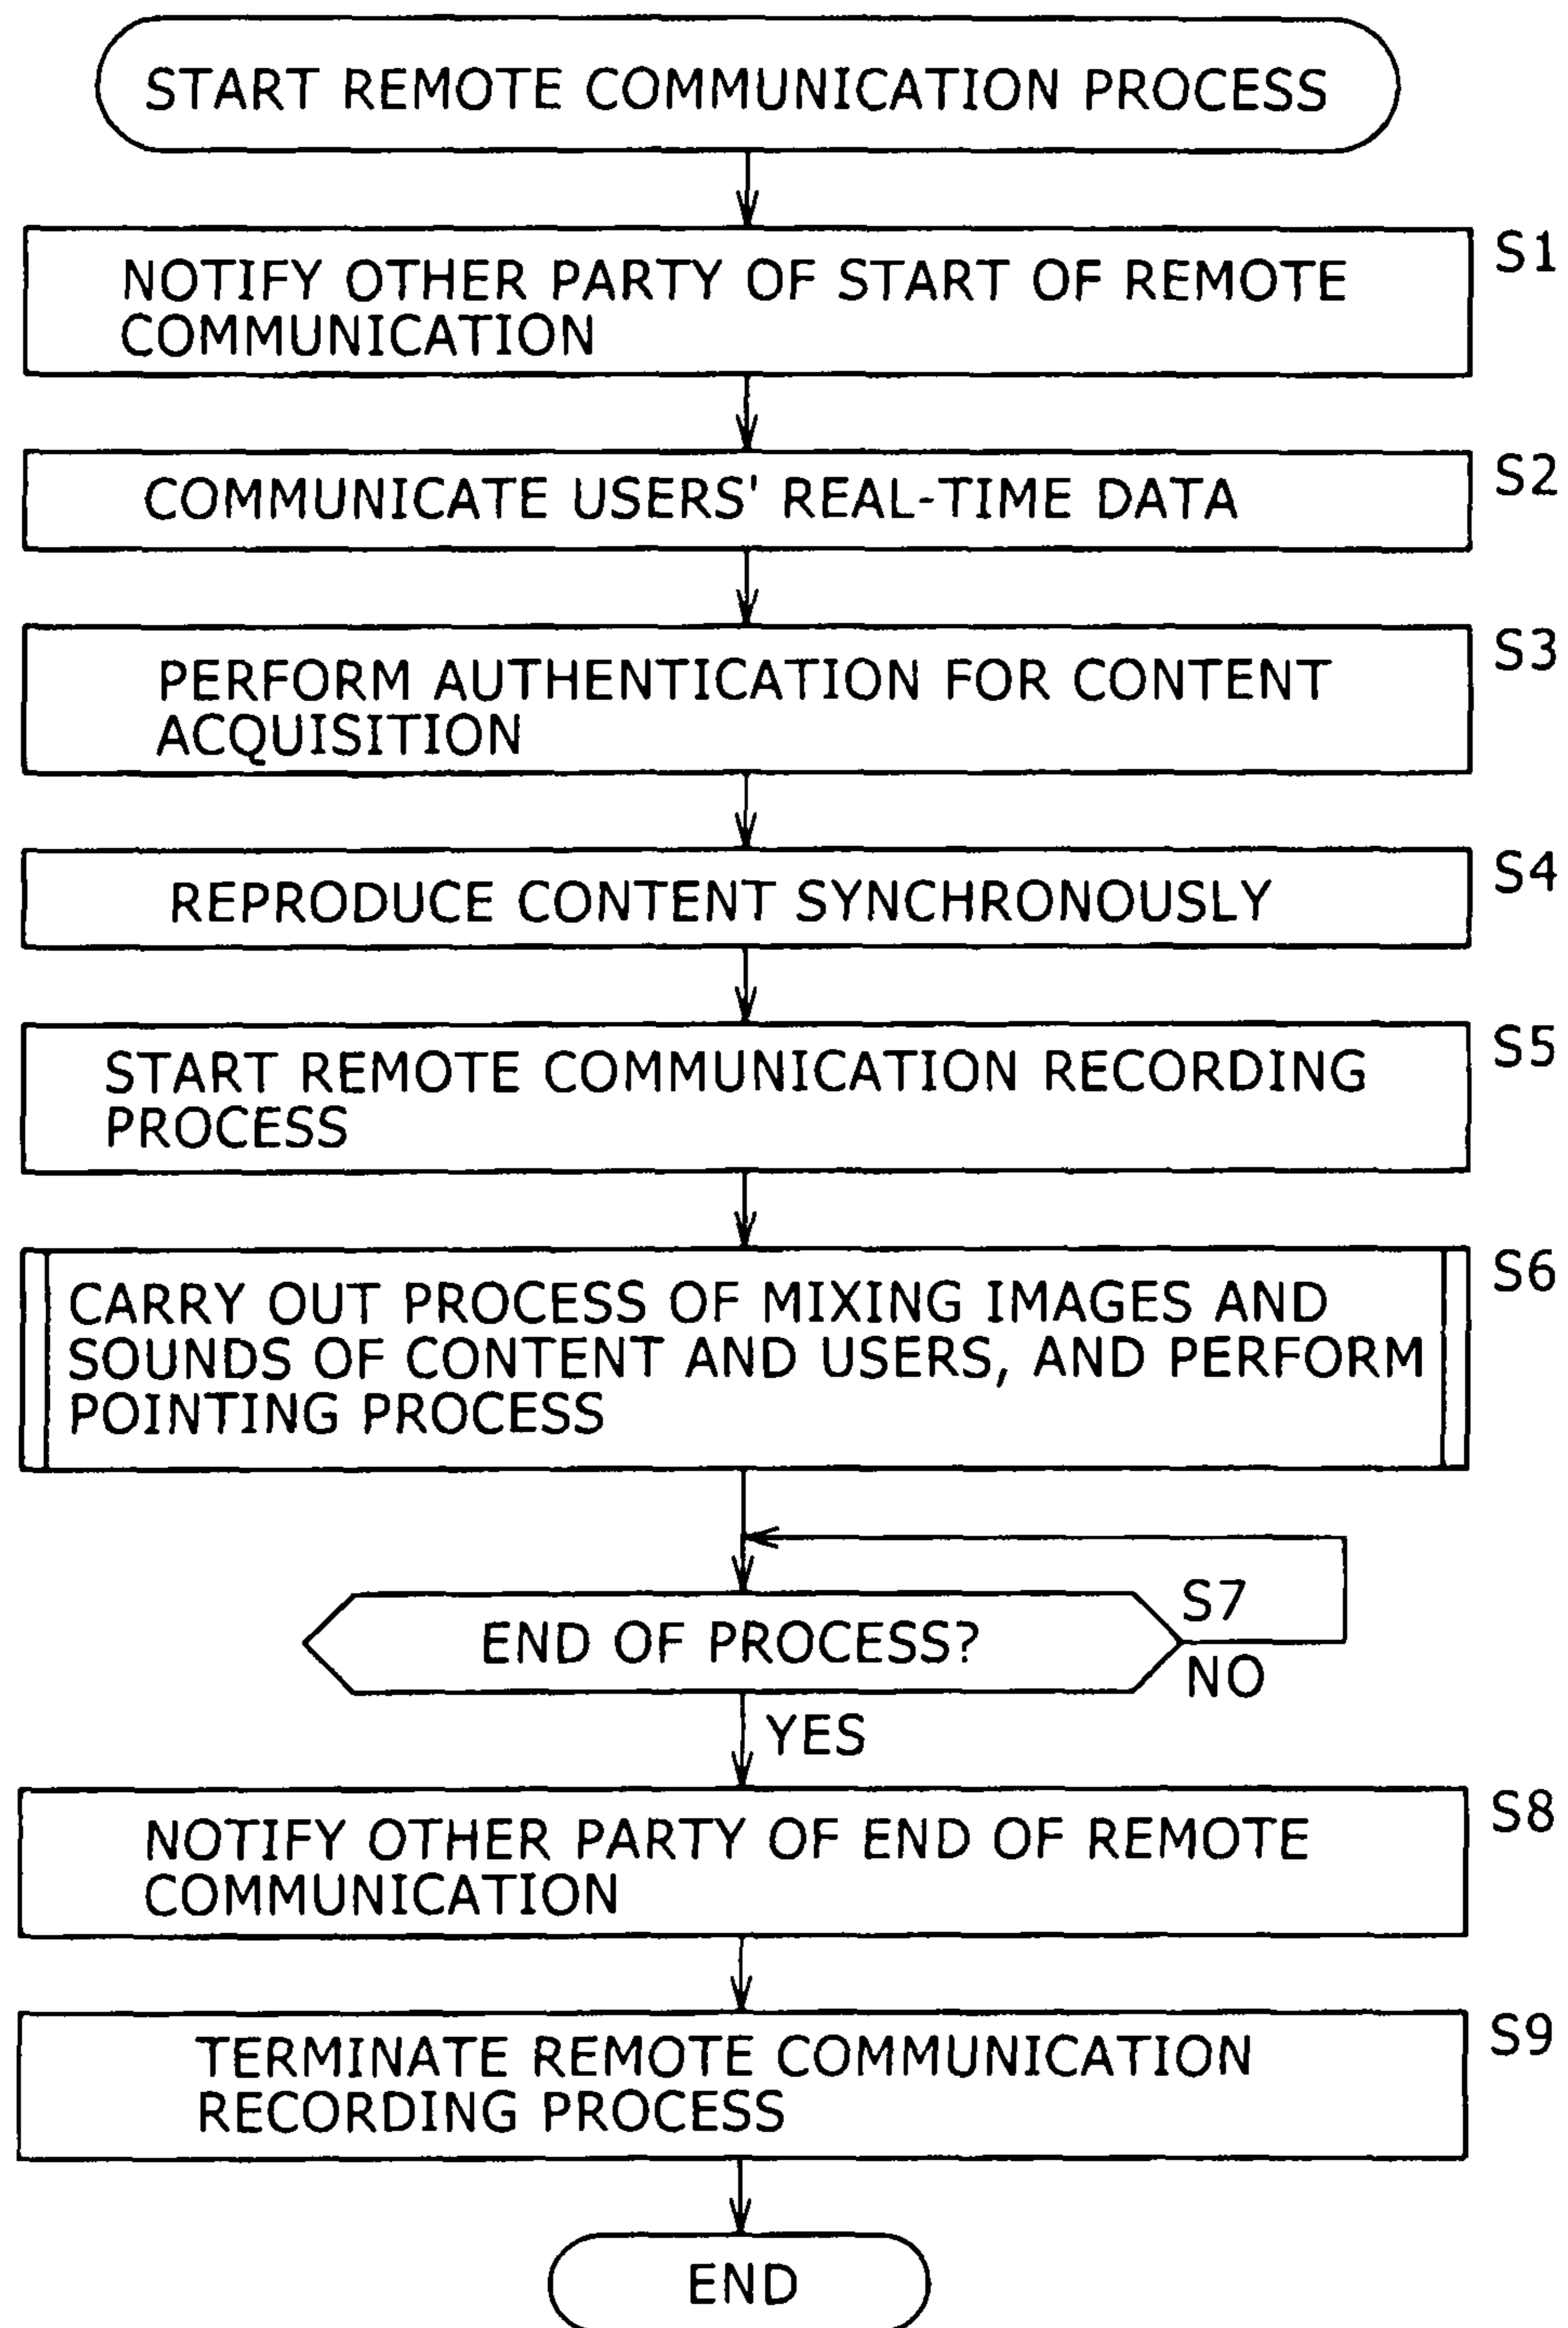 START REMOTE COMMUNICATION PROCESS
S1
NOTIFY OTHER PARTY OF START OF REMOTE
COMMUNICATION
S2
COMMUNICATE USERS' REAL-TIME DATA
S3
PERFORM AUTHENTICATION FOR CONTENT
ACQUISITION
S4
REPRODUCE CONTENT SYNCHRONOUSLY
S5
START REMOTE COMMUNICATION RECORDING
PROCESS
S6
CARRY OUT PROCESS OF MIXING IMAGES AND
SOUNDS OF CONTENT AND USERS, AND PERFORM
POINTING PROCESS
S7
END OF PROCESS?
NO
YES
S8
NOTIFY OTHER PARTY OF END OF REMOTE
COMMUNICATION
S9
TERMINATE REMOTE COMMUNICATION
RECORDING PROCESS
END